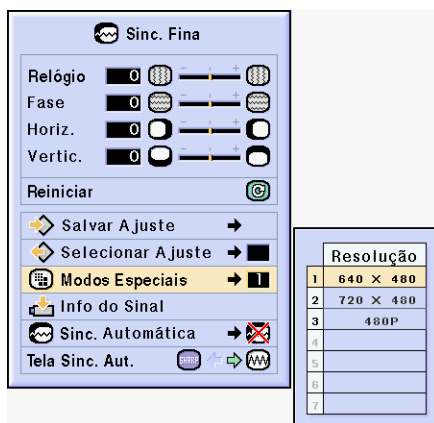 Sinc. Fina
Relógio 0 - +
Fase 0 - +
Horiz. 0 - +
Vertic. 0 - +
Reiniciar
Salvar Ajuste
Selecionar Ajuste
Modos Especiais 1
Info do Sinal
Sinc. Automática
Tela Sinc. Aut. SHARP
Resolução
1 640 × 480
2 720 × 480
3 480P
4
5
6
7